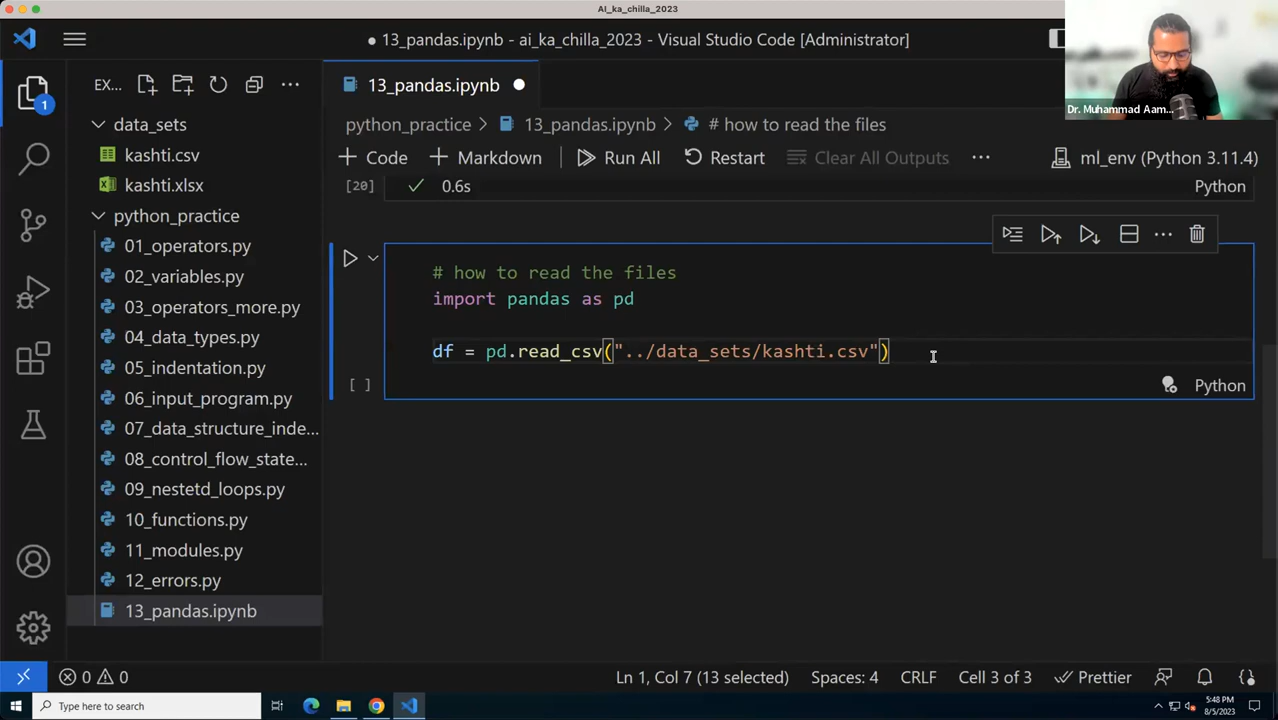 AI_ka_chilla_2023
● 13_pandas.ipynb - ai_ka_chilla_2023 - Visual Studio Code [Administrator]
Dr. Muhammad Aam...
EX...
13_pandas.ipynb
1
data_sets
kashti.csv
kashti.xlsx
python_practice
01_operators.py
02_variables.py
03_operators_more.py
04_data_types.py
05_indentation.py
06_input_program.py
07_data_structure_inde...
08_control_flow_state...
09_nestetd_loops.py
10_functions.py
11_modules.py
12_errors.py
13_pandas.ipynb
python_practice > 13_pandas.ipynb > # how to read the files
+ Code + Markdown Run All Restart Clear All Outputs ... ml_env (Python 3.11.4)
[20] ✓ 0.6s Python
# how to read the files
import pandas as pd
df = pd.read_csv("../data_sets/kashti.csv")
[ ] Python
0 0 Ln 1, Col 7 (13 selected) Spaces: 4 CRLF Cell 3 of 3 Prettier
Type here to search
5:48 PM
8/5/2023